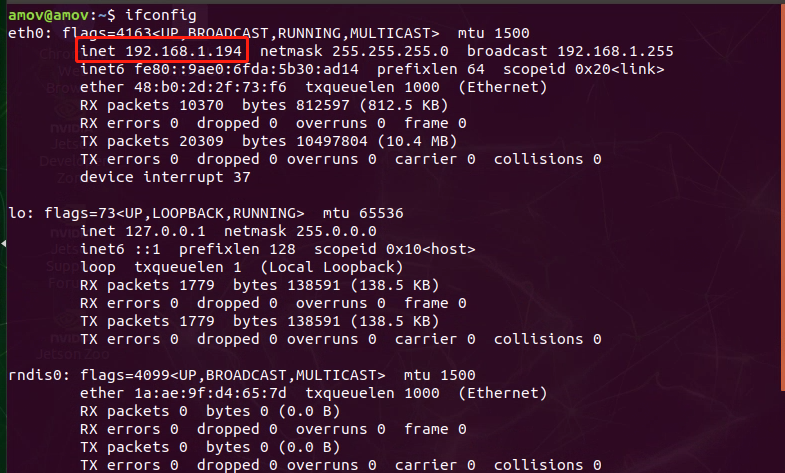 amov@amov:~$ ifconfig
eth0: flags=4163<UP,BROADCAST,RUNNING,MULTICAST>  mtu 1500
        inet 192.168.1.194  netmask 255.255.255.0  broadcast 192.168.1.255
        inet6 fe80::9ae0:6fda:5b30:ad14  prefixlen 64  scopeid 0x20<link>
        ether 48:b0:2d:2f:73:f6  txqueuelen 1000  (Ethernet)
        RX packets 10370  bytes 812597 (812.5 KB)
        RX errors 0  dropped 0  overruns 0  frame 0
        TX packets 20309  bytes 10497804 (10.4 MB)
        TX errors 0  dropped 0 overruns 0  carrier 0  collisions 0
        device interrupt 37
lo: flags=73<UP,LOOPBACK,RUNNING>  mtu 65536
        inet 127.0.0.1  netmask 255.0.0.0
        inet6 ::1  prefixlen 128  scopeid 0x10<host>
        loop  txqueuelen 1  (Local Loopback)
        RX packets 1779  bytes 138591 (138.5 KB)
        RX errors 0  dropped 0  overruns 0  frame 0
        TX packets 1779  bytes 138591 (138.5 KB)
        TX errors 0  dropped 0 overruns 0  carrier 0  collisions 0
rndis0: flags=4099<UP,BROADCAST,MULTICAST>  mtu 1500
        ether 1a:ae:9f:d4:65:7d  txqueuelen 1000  (Ethernet)
        RX packets 0  bytes 0 (0.0 B)
        RX errors 0  dropped 0  overruns 0  frame 0
        TX packets 0  bytes 0 (0.0 B)
        TX errors 0  dropped 0 overruns 0  carrier 0  collisions 0
Jetson Zoo